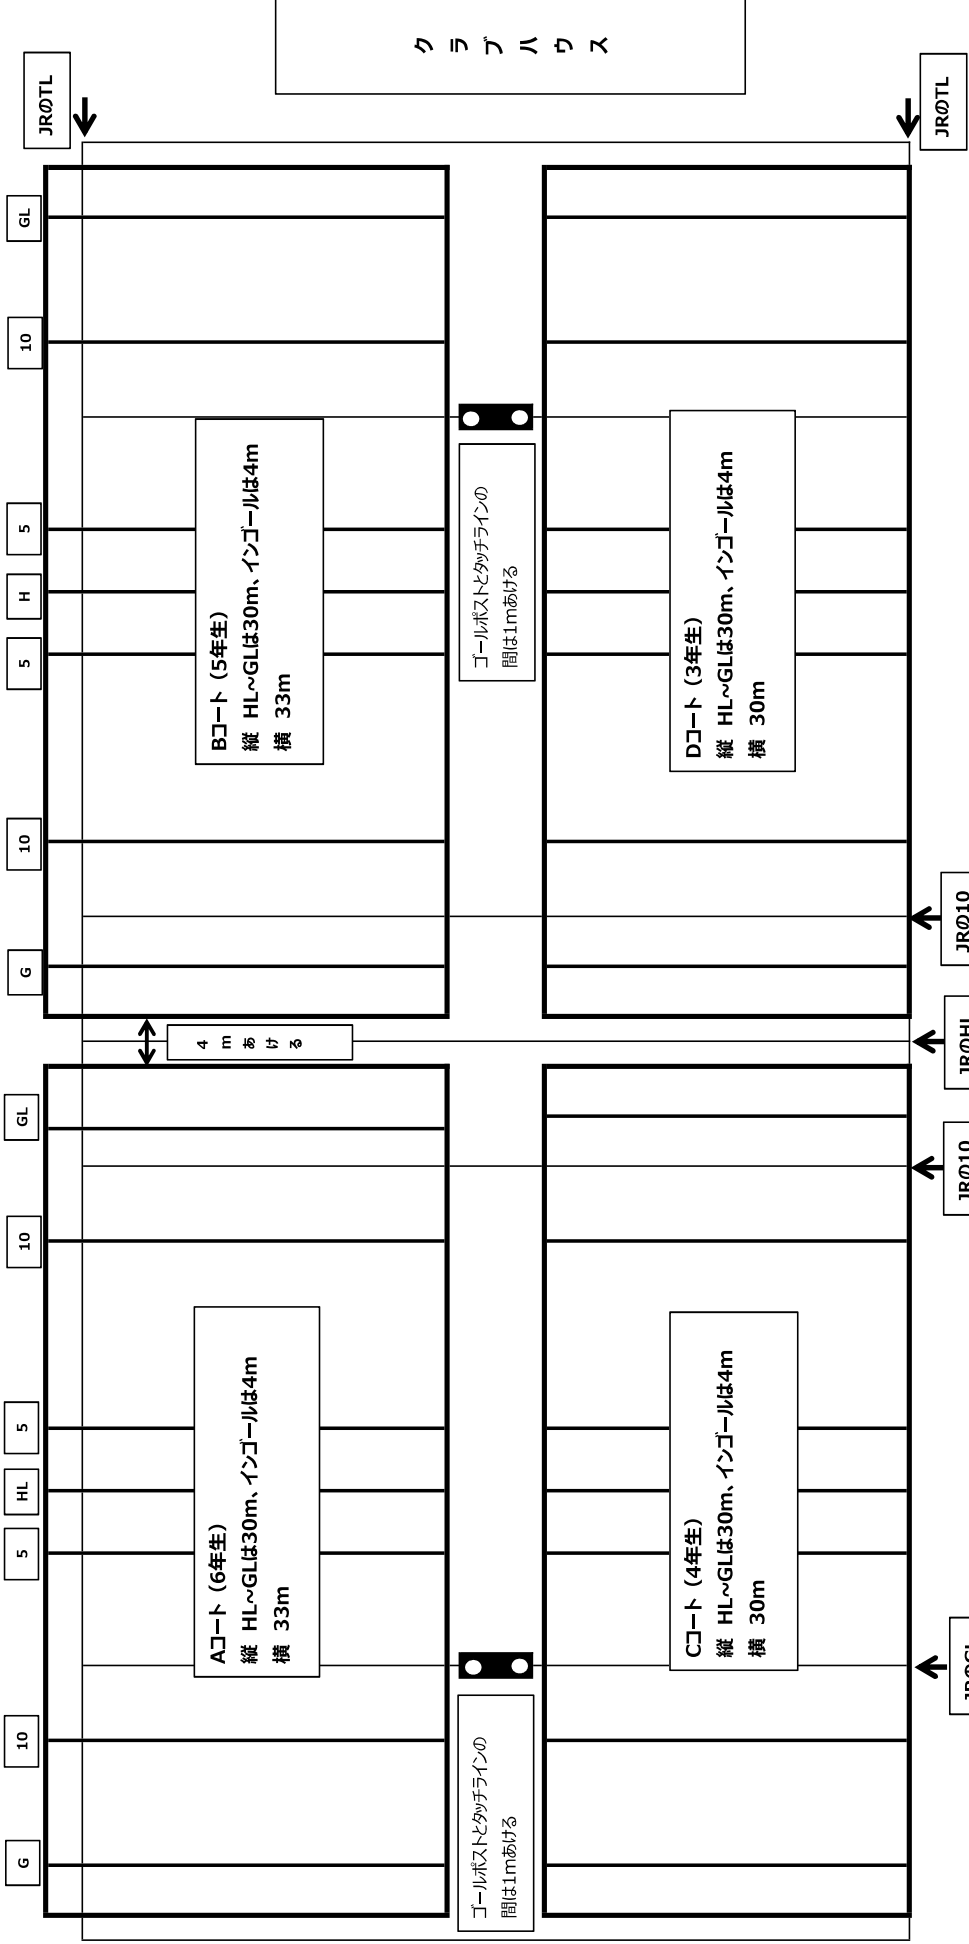 クラブハウス
JRのTL
JRのTL
GL
10
5
H
5
10
G
Bコート（5年生）
縦　HL~GLは30m、インゴールは4m
横　33m
ゴールポストとタッチラインの
間は1mあける
Dコート（3年生）
縦　HL~GLは30m、インゴールは4m
横　30m
JRの10
4mあける
JRのHL
JRの10
GL
10
5
HL
5
10
G
Aコート（6年生）
縦　HL~GLは30m、インゴールは4m
横　33m
ゴールポストとタッチラインの
間は1mあける
Cコート（4年生）
縦　HL~GLは30m、インゴールは4m
横　30m
JRのGL